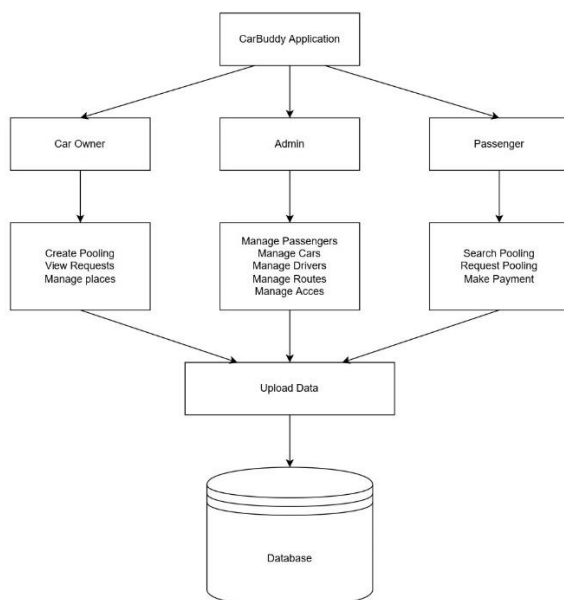 CarBuddy Application
Car Owner
Admin
Passenger
Create Pooling
View Requests
Manage places
Manage Passengers
Manage Cars
Manage Drivers
Manage Routes
Manage Acces
Search Pooling
Request Pooling
Make Payment
Upload Data
Database